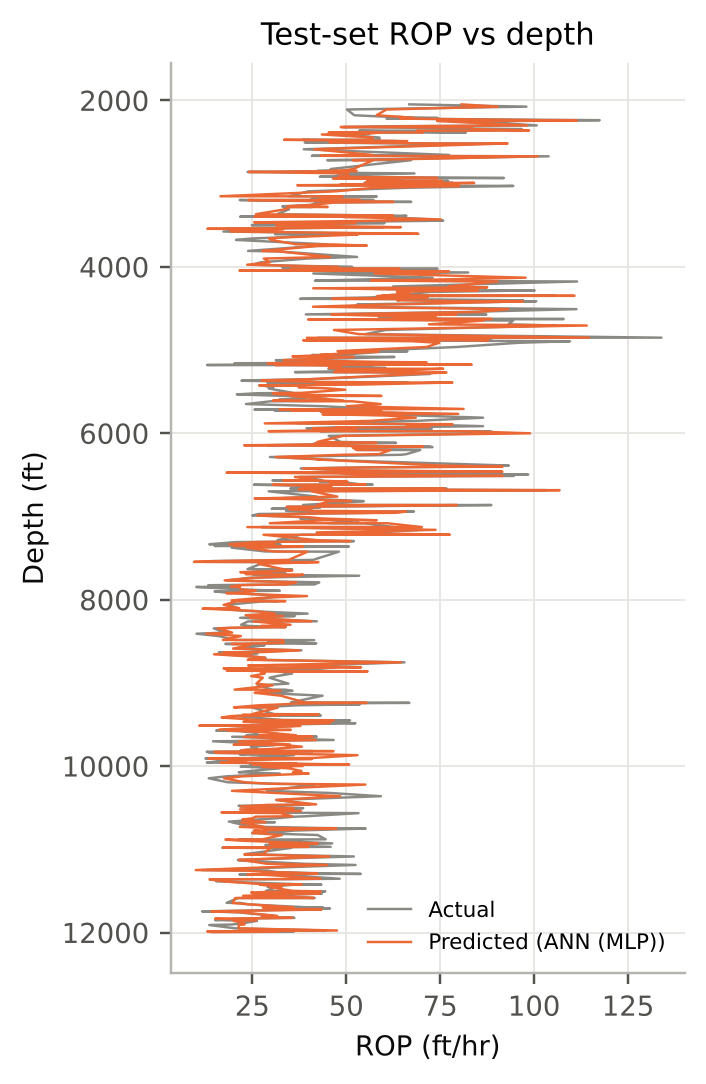 Test-set ROP vs depth
2000
4000
6000
8000
10000
12000
Depth (ft)
Actual
Predicted (ANN (MLP))
25 50 75 100 125
ROP (ft/hr)